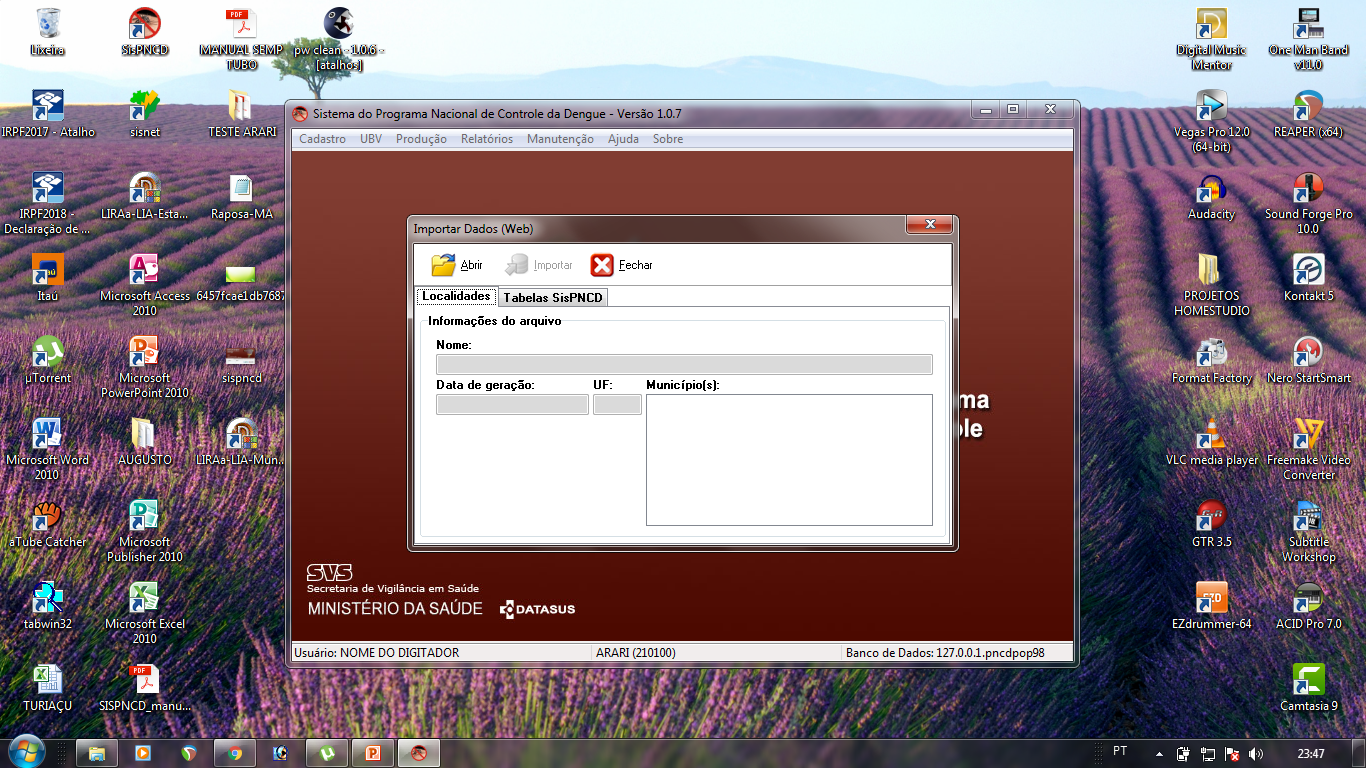 Lixeira
SisPNCD
MANUAL SEMP
TUBO
pw clean - 1.0.6 -
[atalhos]
Digital Music
Mentor
One Man Band
v11.0
IRPF2017 - Atalho
sisnet
TESTE ARARI
Vegas Pro 12.0
(64-bit)
REAPER (x64)
IRPF2018 -
Declaração de ...
LIRAa-LIA-Esta...
Raposa-MA
Audacity
Sound Forge Pro
10.0
Itaú
Microsoft Access
2010
6457fcae1db7687
PROJETOS
HOMESTUDIO
Kontakt 5
µTorrent
Microsoft
PowerPoint 2010
sispncd
Format Factory
Nero StartSmart
Microsoft Word
2010
AUGUSTO
LIRAa-LIA-Mun...
VLC media player
Freemake Video
Converter
aTube Catcher
Microsoft
Publisher 2010
GTR 3.5
Subtitle
Workshop
tabwin32
Microsoft Excel
2010
EZdrummer-64
ACID Pro 7.0
TURIAÇU
SISPNCD_manu...
Camtasia 9
Sistema do Programa Nacional de Controle da Dengue - Versão 1.0.7
Cadastro UBV Produção Relatórios Manutenção Ajuda Sobre
Importar Dados (Web)
Abrir Importar Fechar
Localidades Tabelas SisPNCD
Informações do arquivo
Nome:
Data de geração: UF: Município(s):
ma
ole
SVS
Secretaria de Vigilância em Saúde
MINISTÉRIO DA SAÚDE DATASUS
Usuário: NOME DO DIGITADOR ARARI (210100) Banco de Dados: 127.0.0.1.pncdpop98
PT 23:47